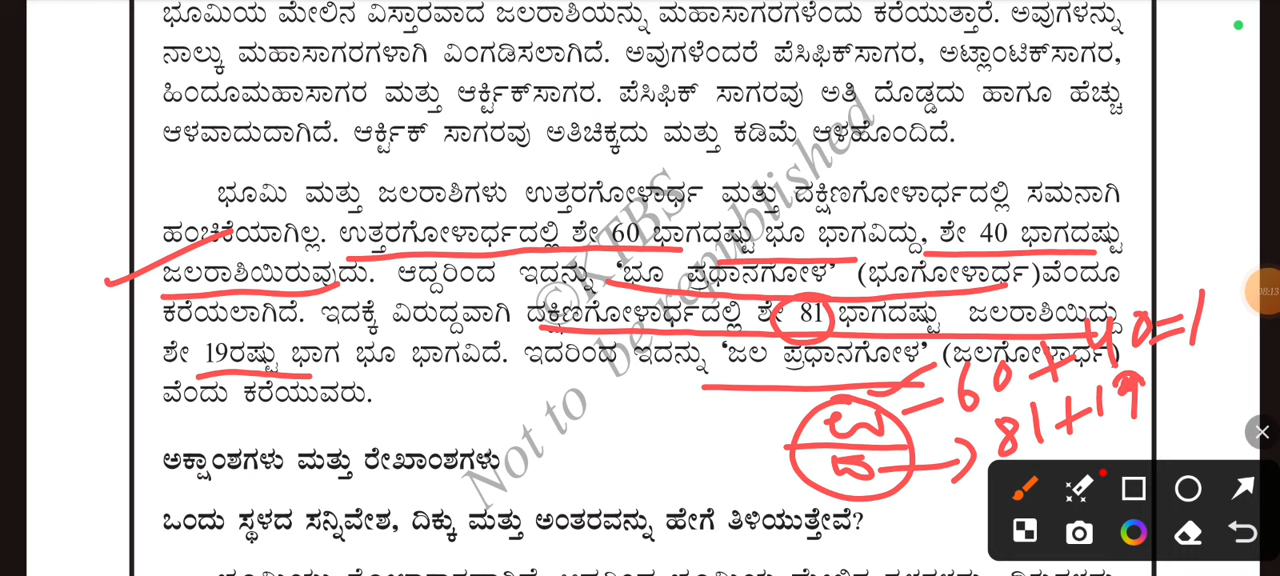 ಭೂಮಿಯ ಮೇಲಿನ ವಿಸ್ತಾರವಾದ ಜಲರಾಶಿಯನ್ನು ಮಹಾಸಾಗರಗಳೆಂದು ಕರೆಯುತ್ತಾರೆ. ಅವುಗಳನ್ನು
ನಾಲ್ಕು ಮಹಾಸಾಗರಗಳಾಗಿ ವಿಂಗಡಿಸಲಾಗಿದೆ. ಅವುಗಳೆಂದರೆ ಪೆಸಿಫಿಕ್‌ಸಾಗರ, ಅಟ್ಲಾಂಟಿಕ್‌ಸಾಗರ,
ಹಿಂದೂಮಹಾಸಾಗರ ಮತ್ತು ಆರ್ಕ್ಟಿಕ್‌ಸಾಗರ. ಪೆಸಿಫಿಕ್ ಸಾಗರವು ಅತಿ ದೊಡ್ಡದು ಹಾಗೂ ಹೆಚ್ಚು
ಆಳವಾದುದಾಗಿದೆ. ಆರ್ಕ್ಟಿಕ್ ಸಾಗರವು ಅತಿಚಿಕ್ಕದು ಮತ್ತು ಕಡಿಮೆ ಆಳಹೊಂದಿದೆ.
ಭೂಮಿ ಮತ್ತು ಜಲರಾಶಿಗಳು ಉತ್ತರಗೋಳಾರ್ಧ ಮತ್ತು ದಕ್ಷಿಣಗೋಳಾರ್ಧದಲ್ಲಿ ಸಮನಾಗಿ
ಹಂಚಿಕೆಯಾಗಿಲ್ಲ. ಉತ್ತರಗೋಳಾರ್ಧದಲ್ಲಿ ಶೇ 60 ಭಾಗದಷ್ಟು ಭೂ ಭಾಗವಿದ್ದು, ಶೇ 40 ಭಾಗದಷ್ಟು
ಜಲರಾಶಿಯಿರುವುದು. ಆದ್ದರಿಂದ ಇದನ್ನು 'ಭೂ ಪ್ರಧಾನಗೋಳ' (ಭೂಗೋಳಾರ್ಧ)ವೆಂದೂ
ಕರೆಯಲಾಗಿದೆ. ಇದಕ್ಕೆ ವಿರುದ್ದವಾಗಿ ದಕ್ಷಿಣಗೋಳಾರ್ಧದಲ್ಲಿ ಶೇ 81 ಭಾಗದಷ್ಟು ಜಲರಾಶಿಯಿದ್ದು
ಶೇ 19ರಷ್ಟು ಭಾಗ ಭೂ ಭಾಗವಿದೆ. ಇದರಿಂದ ಇದನ್ನು 'ಜಲ ಪ್ರಧಾನಗೋಳ' (ಜಲಗೋಳಾರ್ಧ)
ವೆಂದು ಕರೆಯುವರು.
ಉ = 60 + 40 = 1
ದ 81 + 19
ಅಕ್ಷಾಂಶಗಳು ಮತ್ತು ರೇಖಾಂಶಗಳು
ಒಂದು ಸ್ಥಳದ ಸನ್ನಿವೇಶ, ದಿಕ್ಕು ಮತ್ತು ಅಂತರವನ್ನು ಹೇಗೆ ತಿಳಿಯುತ್ತೇವೆ?
©KTBS
Not to be republished
08:13